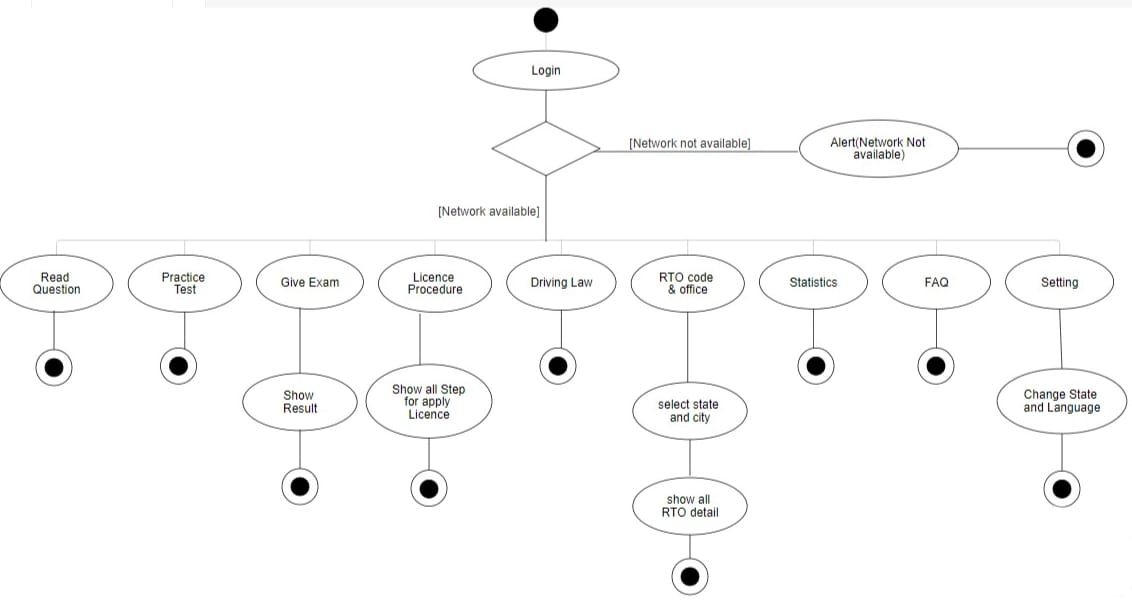 Login
[Network not available]
Alert(Network Not
available)
[Network available]
Read
Question
Practice
Test
Give Exam
Licence
Procedure
Driving Law
RTO code
& office
Statistics
FAQ
Setting
Show
Result
Show all Step
for apply
Licence
select state
and city
Change State
and Language
show all
RTO detail